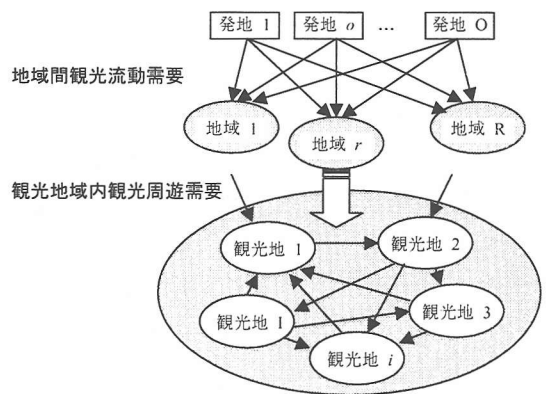 発地 1 発地 o … 発地 O
地域間観光流動需要
地域 1 地域 r 地域 R
観光地域内観光周遊需要
観光地 1 観光地 2
観光地 I 観光地 3
観光地 i